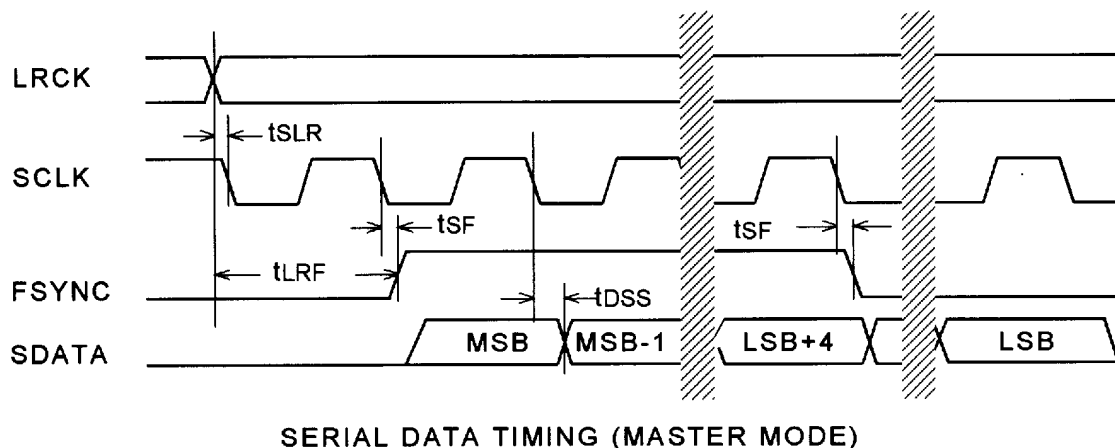 LRCK
tSLR
SCLK
tSF
tSF
tLRF
FSYNC
tDSS
SDATA
MSB
MSB-1
LSB+4
LSB
SERIAL DATA TIMING (MASTER MODE)